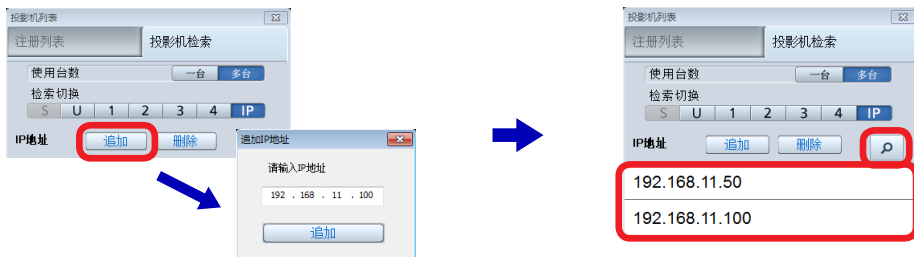 投影机列表
注册列表 投影机检索
使用台数 一台 多台
检索切换
S U 1 2 3 4 IP
IP地址 追加 删除
追加IP地址
请输入IP地址
192 . 168 . 11 . 100
追加
投影机列表
注册列表 投影机检索
使用台数 一台 多台
检索切换
S U 1 2 3 4 IP
IP地址 追加 删除
192.168.11.50
192.168.11.100